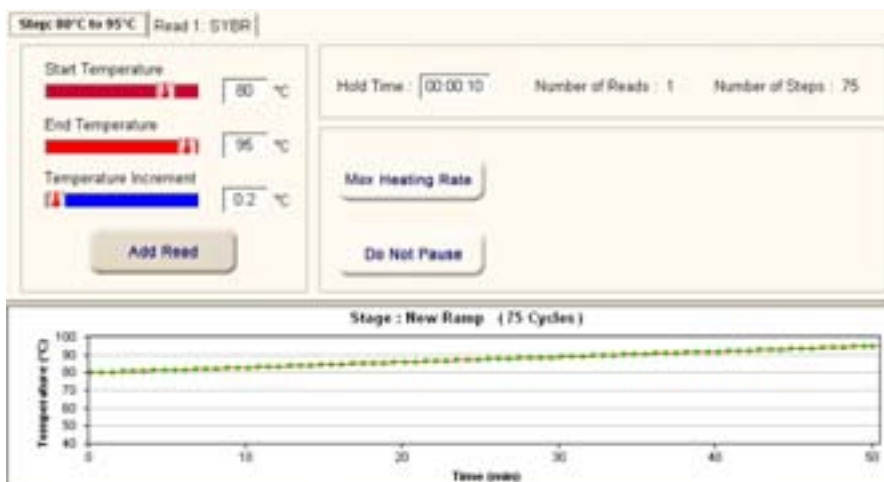 Step: 80°C to 95°C
Read 1: SYBR
Start Temperature
80 °C
End Temperature
95 °C
Temperature Increment
0.2 °C
Add Read
Hold Time : 00:00:10 Number of Reads : 1 Number of Steps : 75
Max Heating Rate
Do Not Pause
Stage : New Ramp (75 Cycles)
Temperature (°C)
100
90
80
70
60
50
40
0 10 20 30 40 50
Time (min)